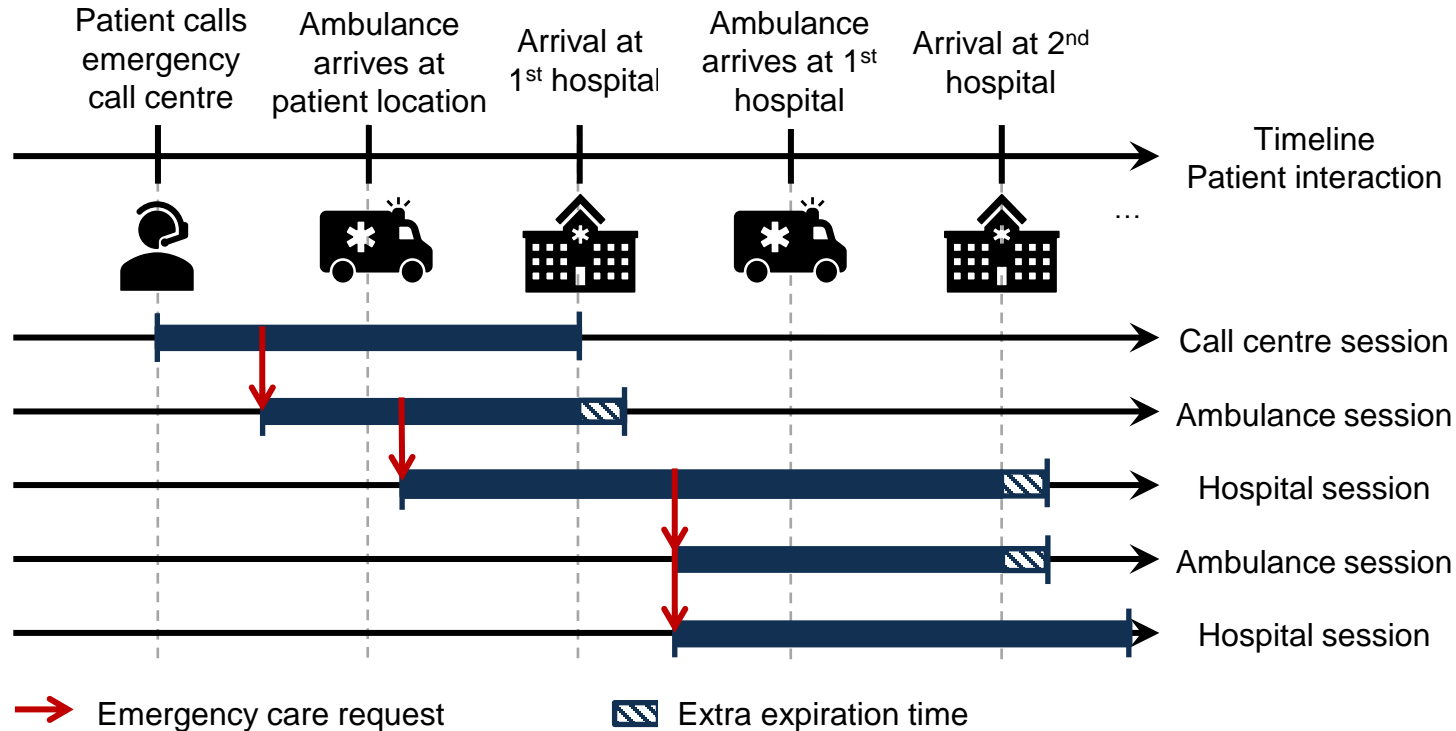 Patient calls
emergency
call centre
Ambulance
arrives at
patient location
Arrival at
1st hospital
Ambulance
arrives at 1st
hospital
Arrival at 2nd
hospital
Timeline
Patient interaction
...
Call centre session
Ambulance session
Hospital session
Ambulance session
Hospital session
Emergency care request
Extra expiration time